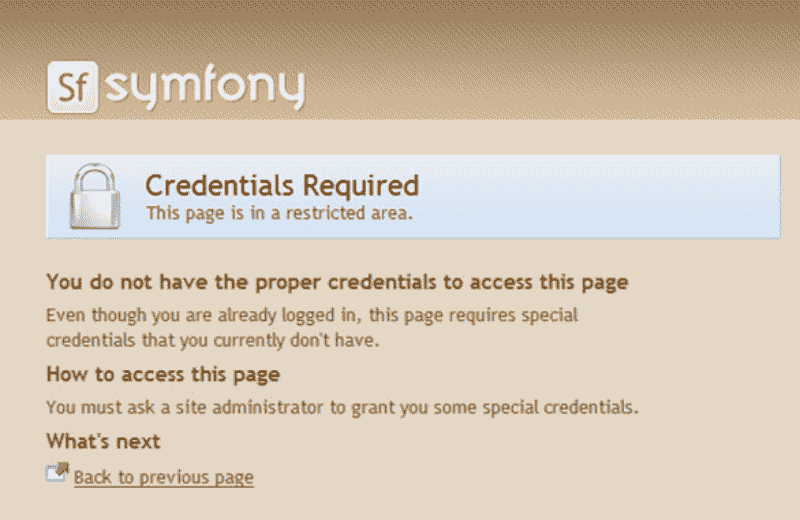 Sf symfony
Credentials Required
This page is in a restricted area.
You do not have the proper credentials to access this page
Even though you are already logged in, this page requires special
credentials that you currently don't have.
How to access this page
You must ask a site administrator to grant you some special credentials.
What's next
Back to previous page